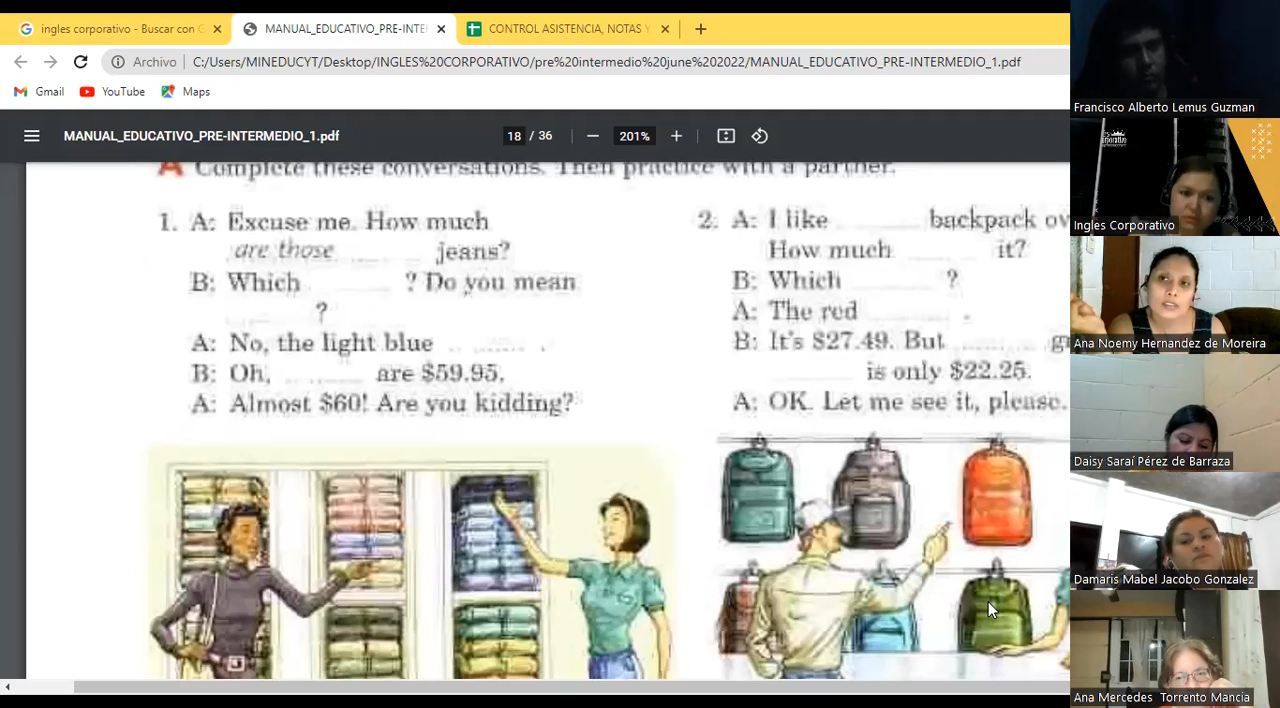 ingles corporativo - Buscar con G
MANUAL_EDUCATIVO_PRE-INTER
CONTROL ASISTENCIA, NOTAS Y
Archivo
C:/Users/MINEDUCYT/Desktop/INGLES%20CORPORATIVO/pre%20intermedio%20june%202022/MANUAL_EDUCATIVO_PRE-INTERMEDIO_1.pdf
Gmail
YouTube
Maps
MANUAL_EDUCATIVO_PRE-INTERMEDIO_1.pdf
18 / 36
201%
A Complete these conversations. Then practice with a partner.
1. A: Excuse me. How much
are those jeans?
B: Which ? Do you mean
?
A: No, the light blue .
B: Oh, are $59.95.
A: Almost $60! Are you kidding?
2. A: I like backpack ov
How much it?
B: Which ?
A: The red .
B: It's $27.49. But g
is only $22.25.
A: OK. Let me see it, please.
Francisco Alberto Lemus Guzman
Ingles Corporativo
Ana Noemy Hernandez de Moreira
Daisy Saraí Pérez de Barraza
Damaris Mabel Jacobo Gonzalez
Ana Mercedes Torrento Mancia